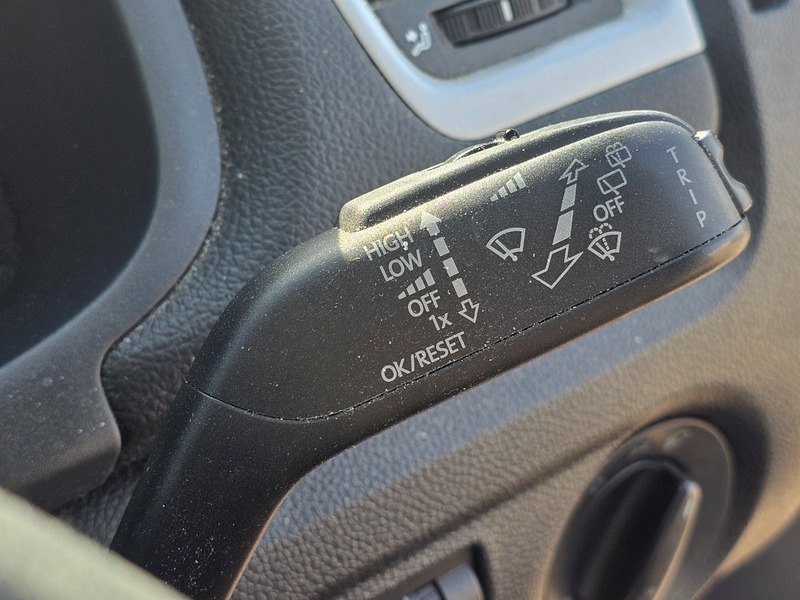 HIGH
LOW
OFF
1x
OK/RESET
OFF
TRIP